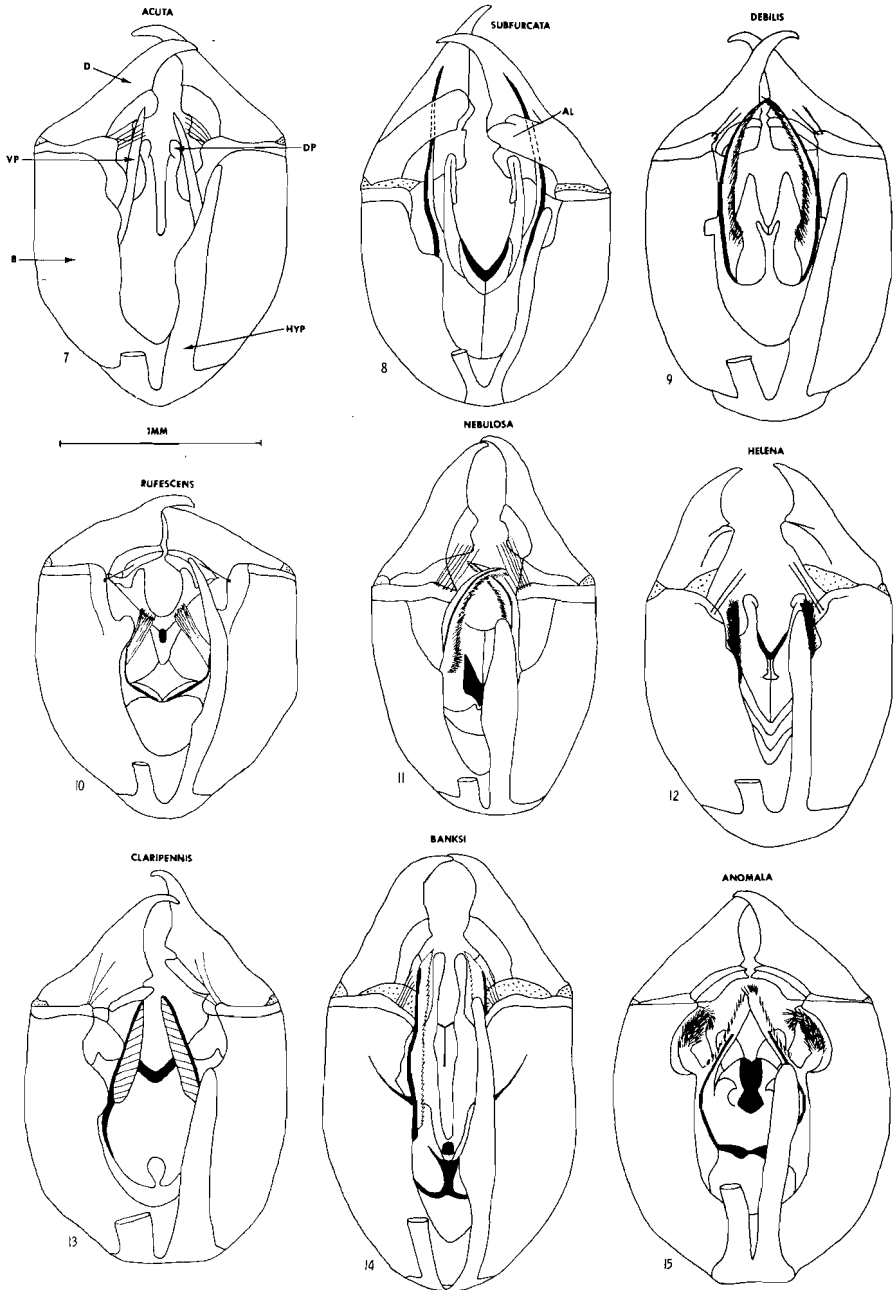 ACUTA
D
VP
DP
B
HYP
7
SUBFURCATA
AL
8
DEBILIS
9
1MM
RUFESCENS
10
NEBULOSA
11
HELENA
12
CLARIPENNIS
13
BANKSI
14
ANOMALA
15